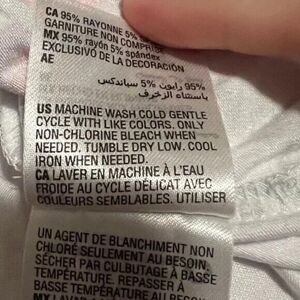 CA 95% RAYONNE 5%
GARNITURE NON COMPRISE
MX 95% rayón 5% spándex
EXCLUSIVO DE LA DECORACIÓN
AE
95% رايون 5% سباندكس
باستثناء الزخرف
US MACHINE WASH COLD GENTLE
CYCLE WITH LIKE COLORS. ONLY
NON-CHLORINE BLEACH WHEN
NEEDED. TUMBLE DRY LOW. COOL
IRON WHEN NEEDED.
CA LAVER EN MACHINE À L'EAU
FROIDE AU CYCLE DÉLICAT AVEC
COULEURS SEMBLABLES. UTILISER
UN AGENT DE BLANCHIMENT NON
CHLORÉ SEULEMENT AU BESOIN.
SÉCHER PAR CULBUTAGE À BASSE
TEMPÉRATURE. REPASSER À
BASSE TEMPÉRATURE AU BESOIN